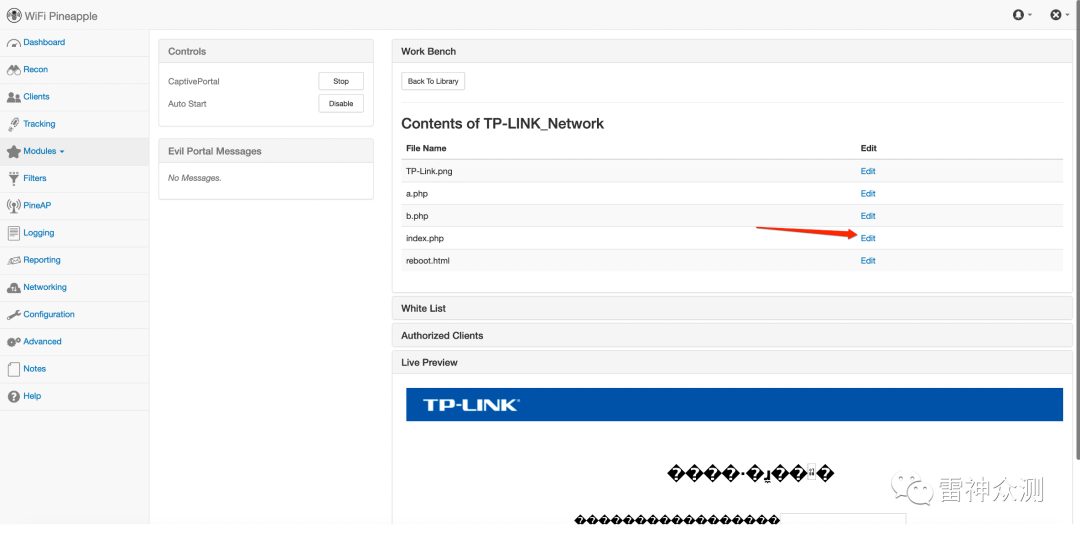 WiFi Pineapple
Dashboard
Recon
Clients
Tracking
Modules
Filters
PineAP
Logging
Reporting
Networking
Configuration
Advanced
Notes
Help
Controls
CaptivePortal Stop
Auto Start Disable
Evil Portal Messages
No Messages.
Work Bench
Back To Library
Contents of TP-LINK_Network
File Name Edit
TP-Link.png Edit
a.php Edit
b.php Edit
index.php Edit
reboot.html Edit
White List
Authorized Clients
Live Preview
TP-LINK
雷神众测